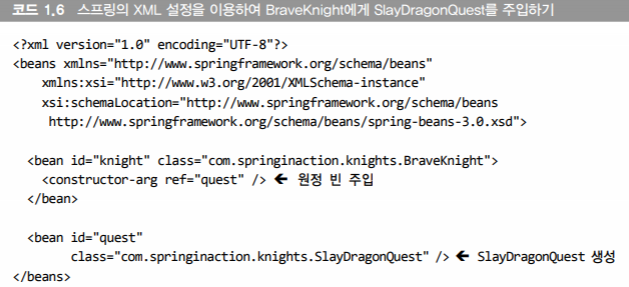 코드 1.6 스프링의 XML 설정을 이용하여 BraveKnight에게 SlayDragonQuest를 주입하기
<?xml version="1.0" encoding="UTF-8"?>
<beans xmlns="http://www.springframework.org/schema/beans"
xmlns:xsi="http://www.w3.org/2001/XMLSchema-instance"
xsi:schemaLocation="http://www.springframework.org/schema/beans
http://www.springframework.org/schema/beans/spring-beans-3.0.xsd">
<bean id="knight" class="com.springinaction.knights.BraveKnight">
<constructor-arg ref="quest" /> ← 원정 빈 주입
</bean>
<bean id="quest"
class="com.springinaction.knights.SlayDragonQuest" /> ← SlayDragonQuest 생성
</beans>